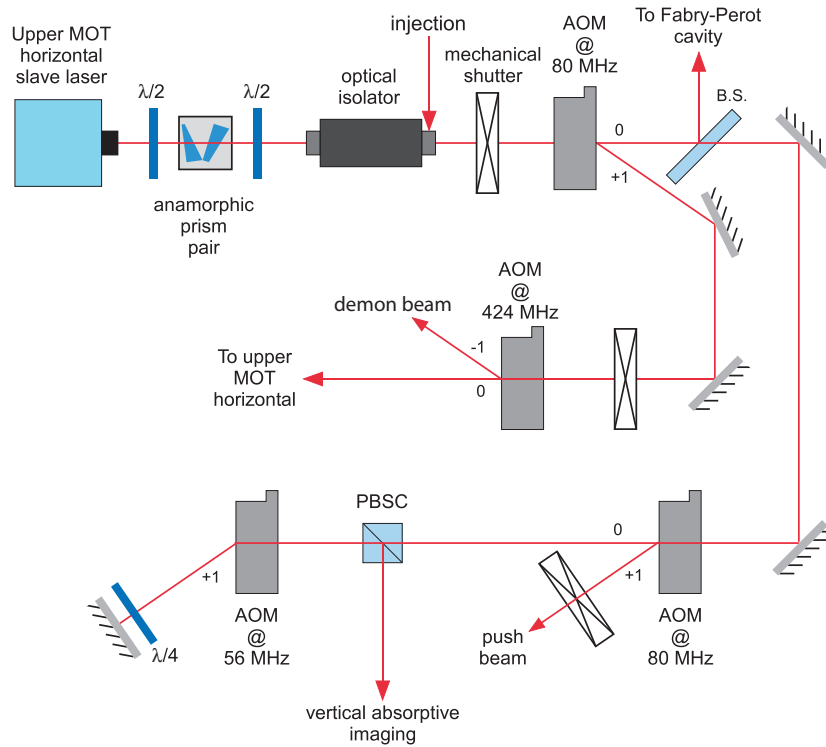 Upper MOT
horizontal
slave laser
λ/2
anamorphic
prism
pair
λ/2
optical
isolator
injection
mechanical
shutter
AOM
@
80 MHz
0
+1
To Fabry-Perot
cavity
B.S.
AOM
@
424 MHz
demon beam
-1
0
To upper
MOT
horizontal
PBSC
0
+1
AOM
@
80 MHz
push
beam
+1
AOM
@
56 MHz
λ/4
vertical absorptive
imaging